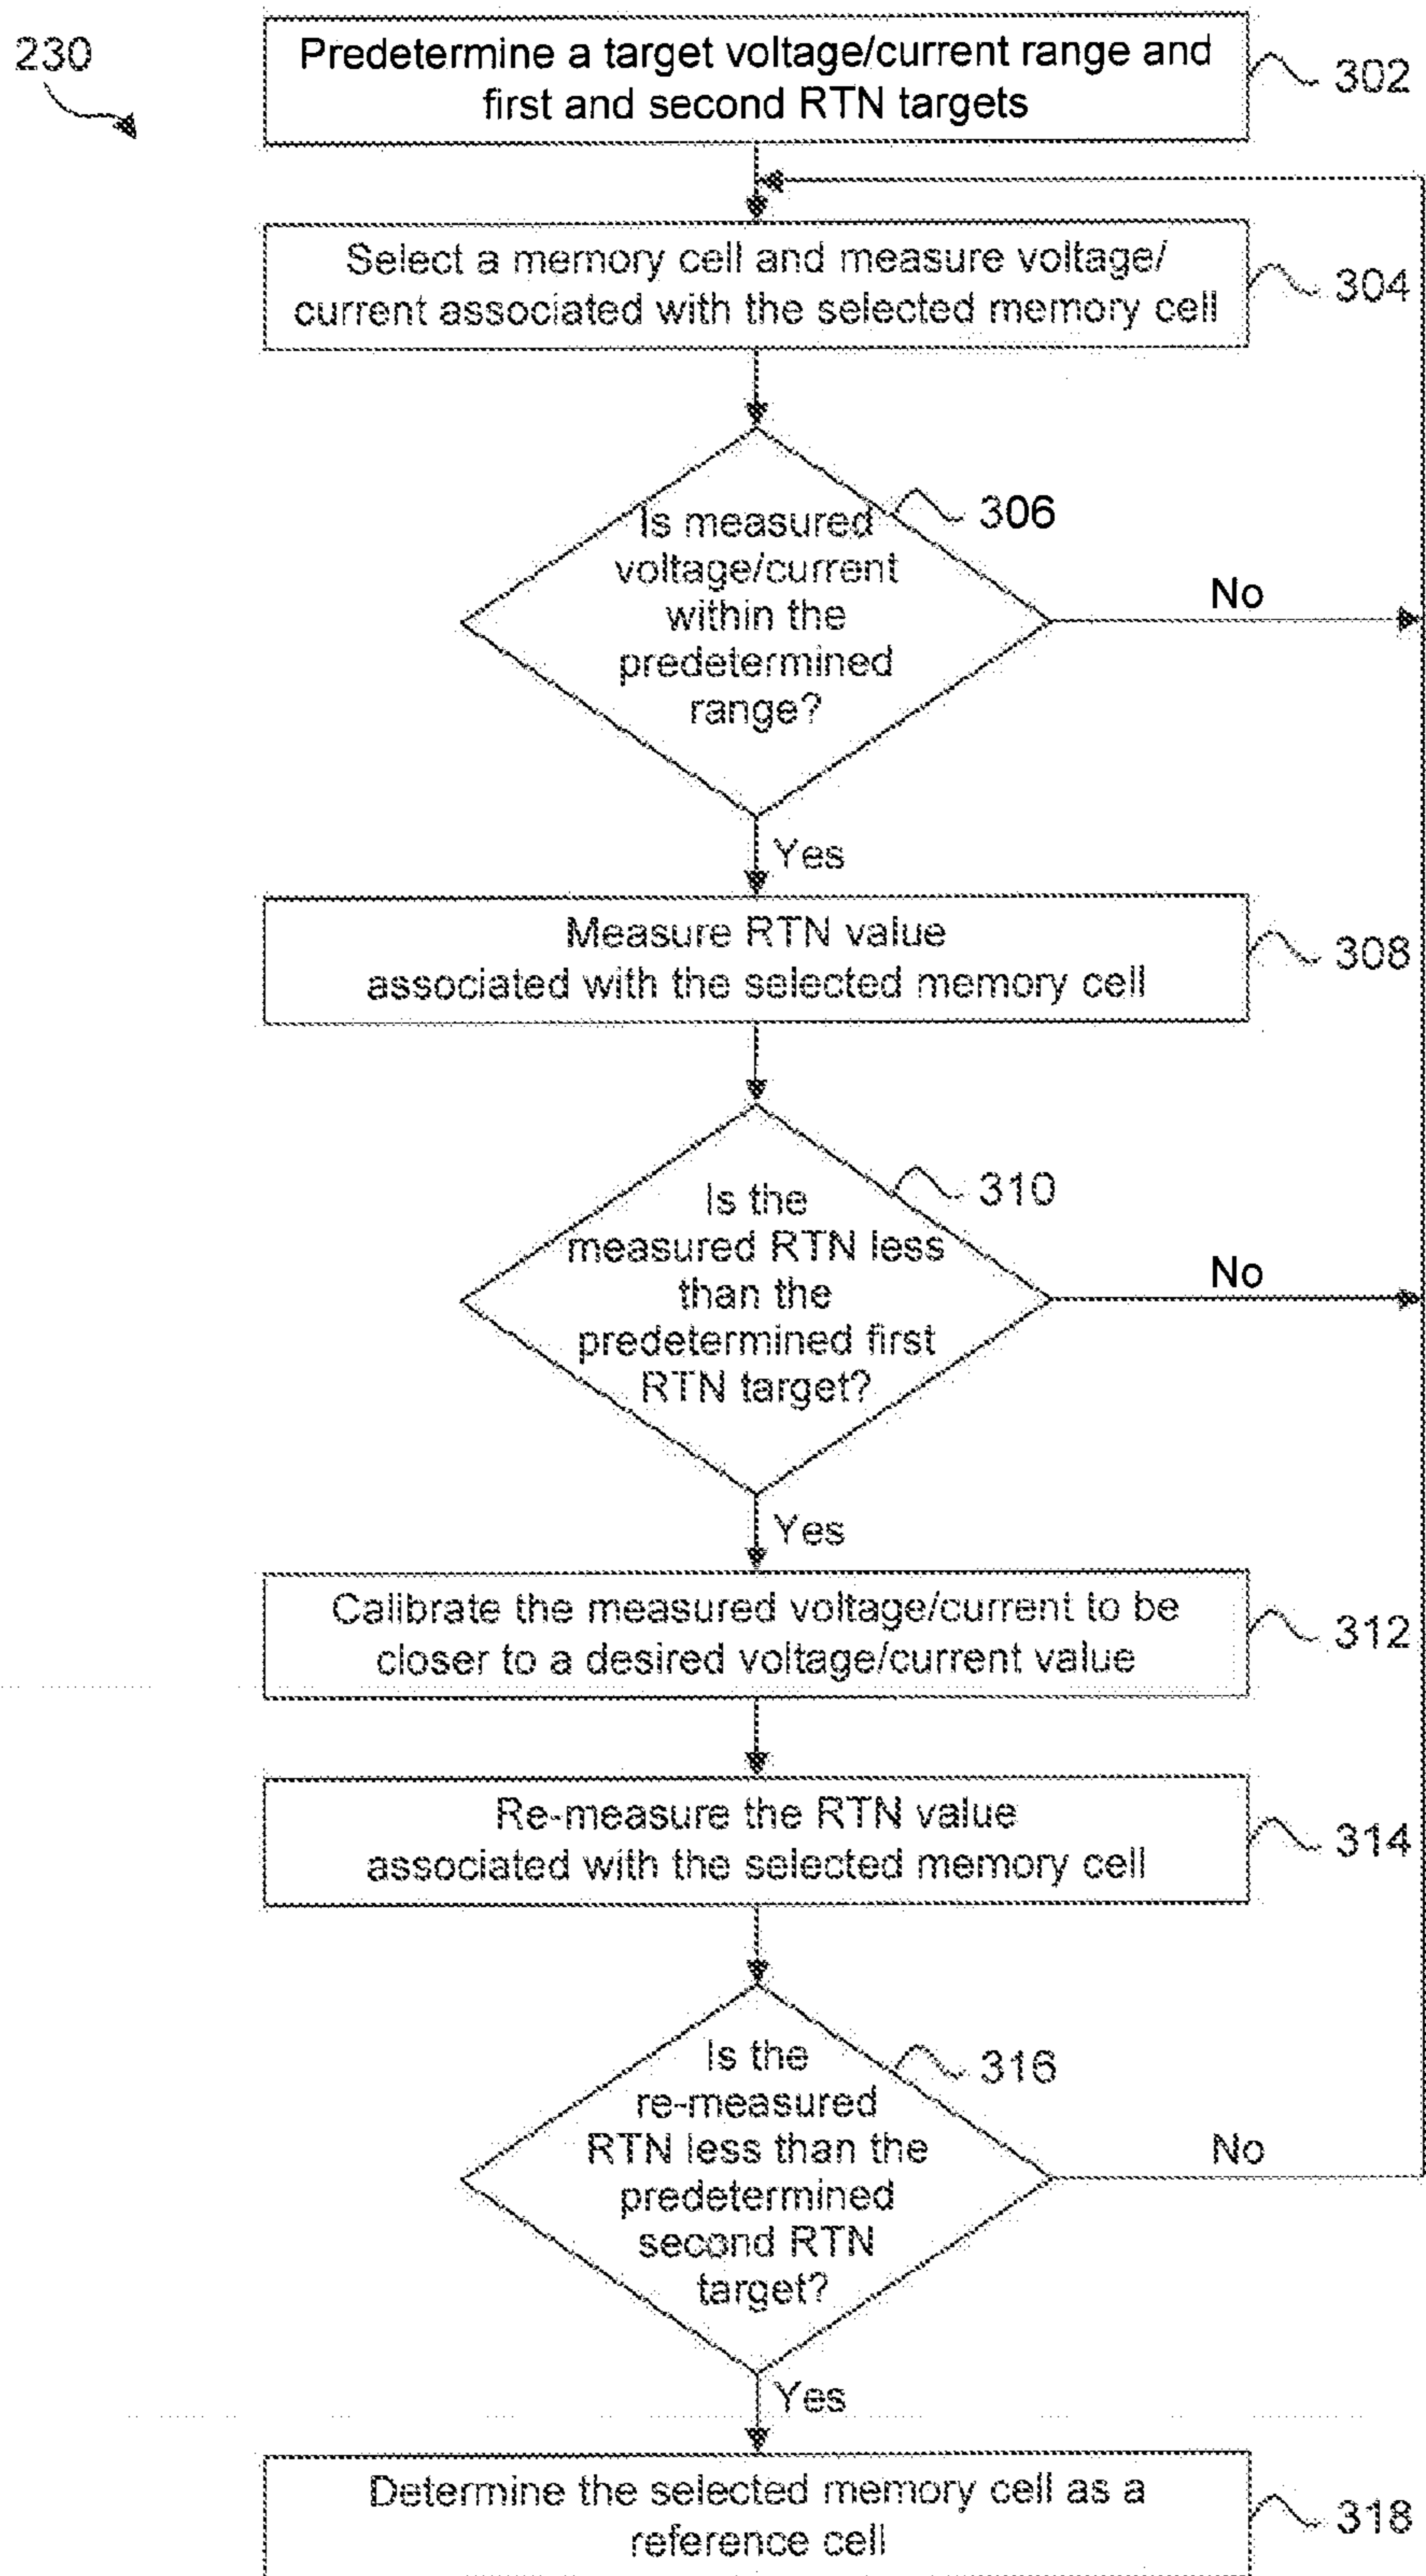 230
Predetermine a target voltage/current range and
first and second RTN targets
302
Select a memory cell and measure voltage/
current associated with the selected memory cell
304
Is measured
voltage/current
within the
predetermined
range?
306
No
Yes
Measure RTN value
associated with the selected memory cell
308
Is the
measured RTN less
than the
predetermined first
RTN target?
310
No
Yes
Calibrate the measured voltage/current to be
closer to a desired voltage/current value
312
Re-measure the RTN value
associated with the selected memory cell
314
Is the
re-measured
RTN less than the
predetermined
second RTN
target?
316
No
Yes
Determine the selected memory cell as a
reference cell
318